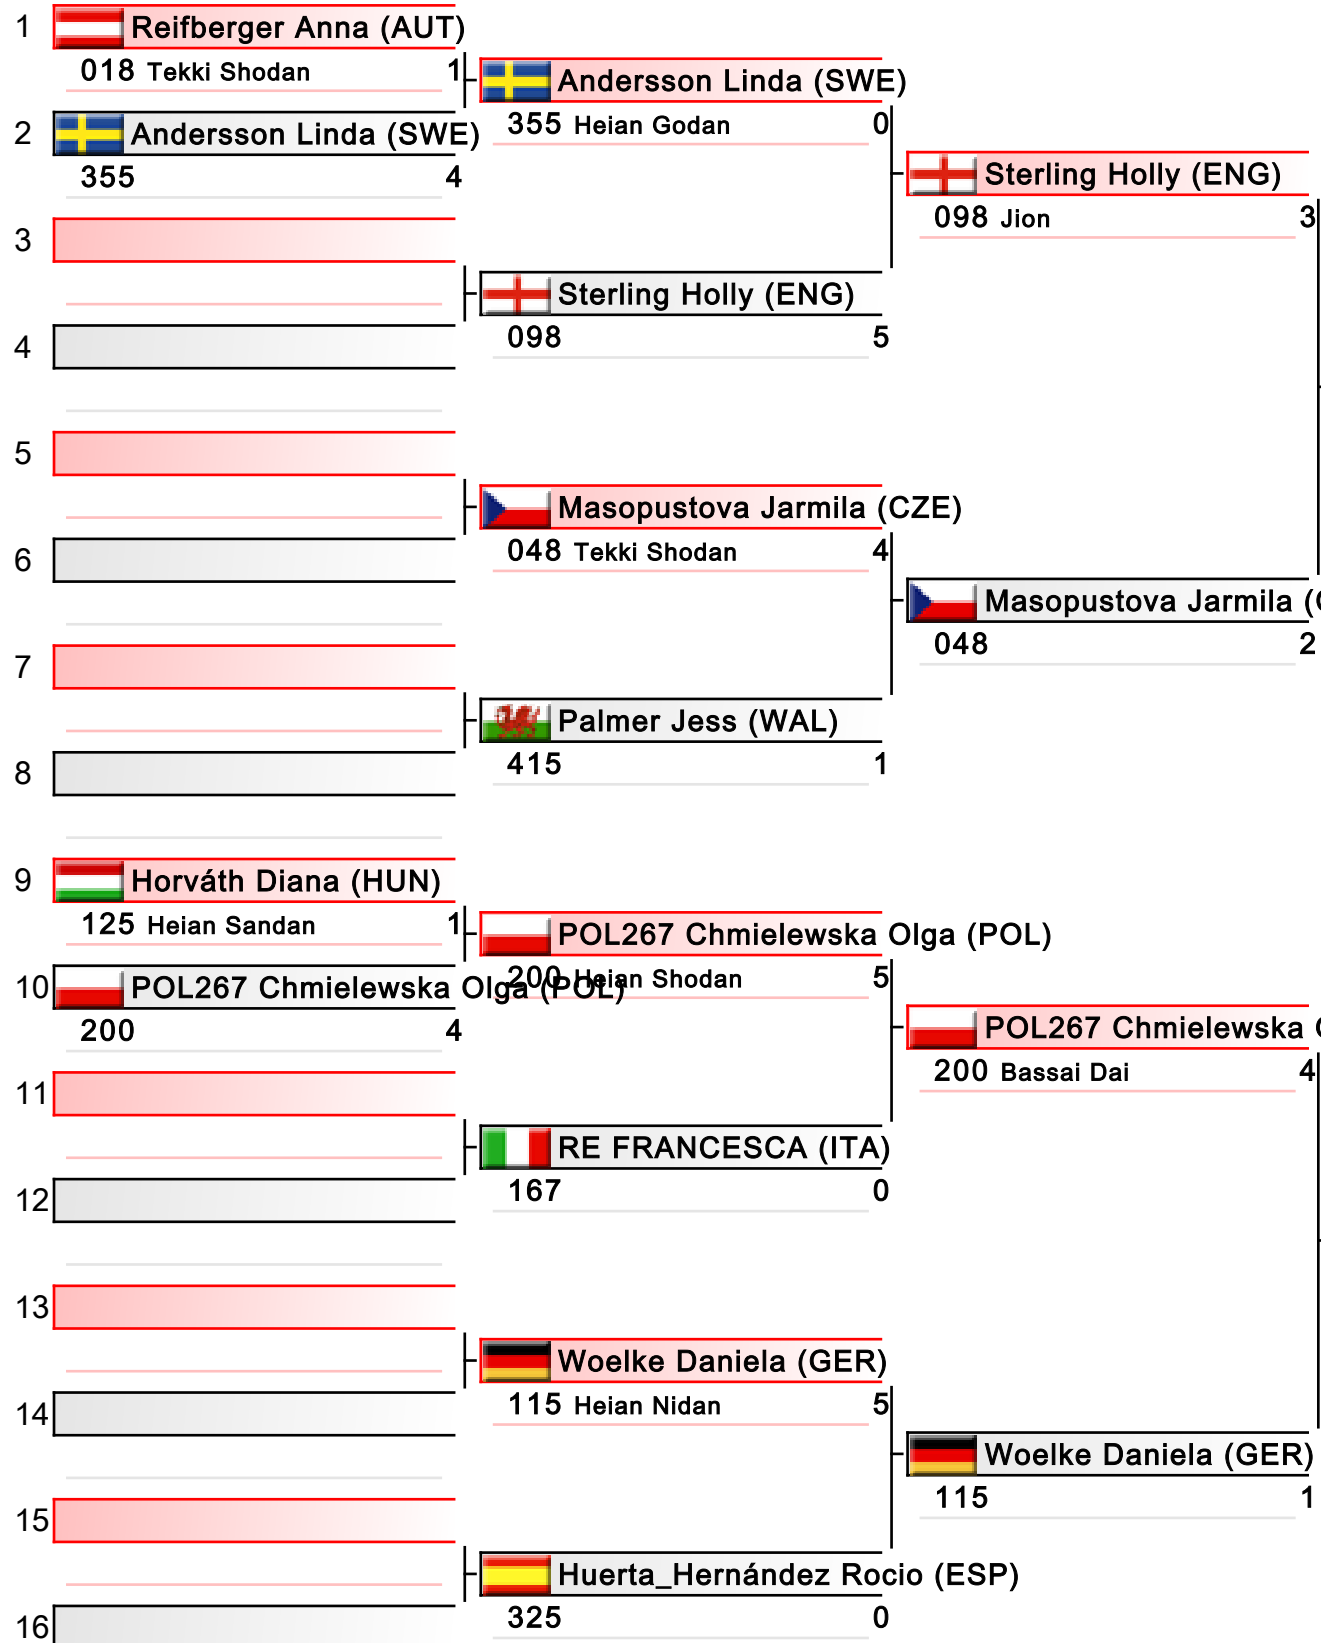 1 Reifberger Anna (AUT)
018 Tekki Shodan 1
Andersson Linda (SWE)
355 Heian Godan 0
2 Andersson Linda (SWE)
355 4
Sterling Holly (ENG)
098 Jion 3
3
Sterling Holly (ENG)
098 5
4
5
Masopustova Jarmila (CZE)
048 Tekki Shodan 4
6
Masopustova Jarmila (
048 2
7
Palmer Jess (WAL)
415 1
8
9 Horváth Diana (HUN)
125 Heian Sandan 1
POL267 Chmielewska Olga (POL)
200 Heian Shodan 5
10 POL267 Chmielewska Olga (POL)
200 4
POL267 Chmielewska
200 Bassai Dai 4
11
RE FRANCESCA (ITA)
167 0
12
13
Woelke Daniela (GER)
115 Heian Nidan 5
14
Woelke Daniela (GER)
115 1
15
Huerta_Hernández Rocio (ESP)
325 0
16